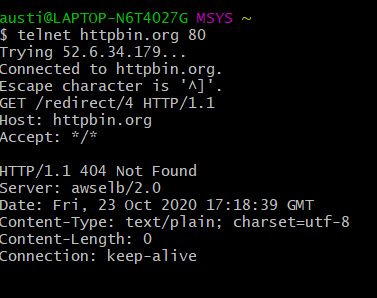 austi@LAPTOP-N6T4027G MSYS ~
$ telnet httpbin.org 80
Trying 52.6.34.179...
Connected to httpbin.org.
Escape character is '^]'.
GET /redirect/4 HTTP/1.1
Host: httpbin.org
Accept: */*
HTTP/1.1 404 Not Found
Server: awselb/2.0
Date: Fri, 23 Oct 2020 17:18:39 GMT
Content-Type: text/plain; charset=utf-8
Content-Length: 0
Connection: keep-alive